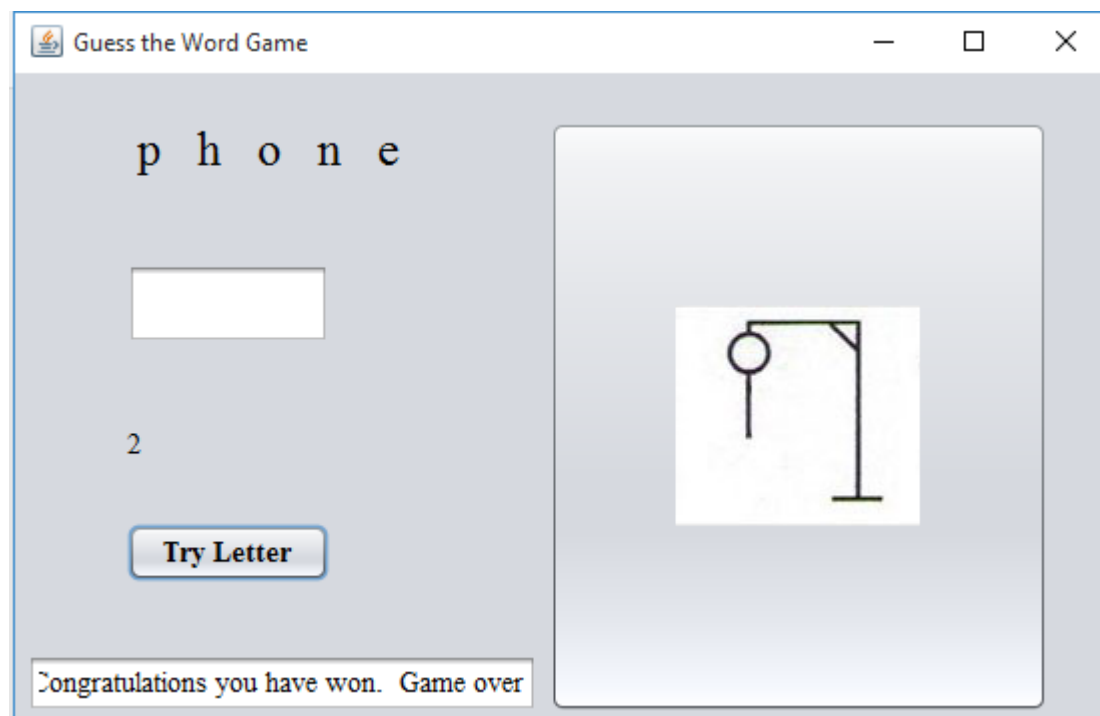 Guess the Word Game
p h o n e
2
Try Letter
Congratulations you have won. Game over